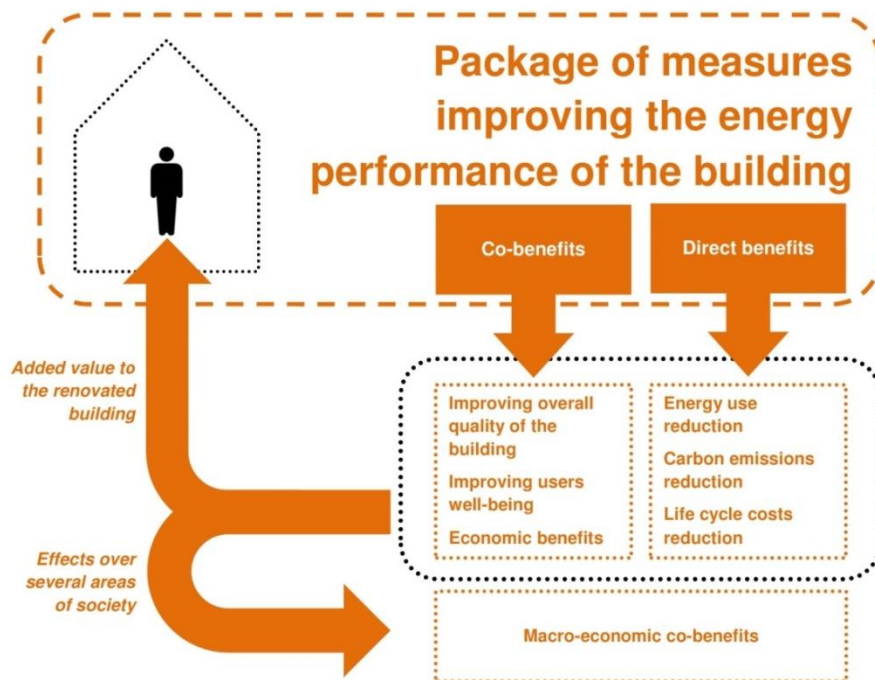 Package of measures
improving the energy
performance of the building
Co-benefits
Direct benefits
Added value to
the renovated
building
Improving overall
quality of the
building
Improving users
well-being
Economic benefits
Energy use
reduction
Carbon emissions
reduction
Life cycle costs
reduction
Effects over
several areas
of society
Macro-economic co-benefits